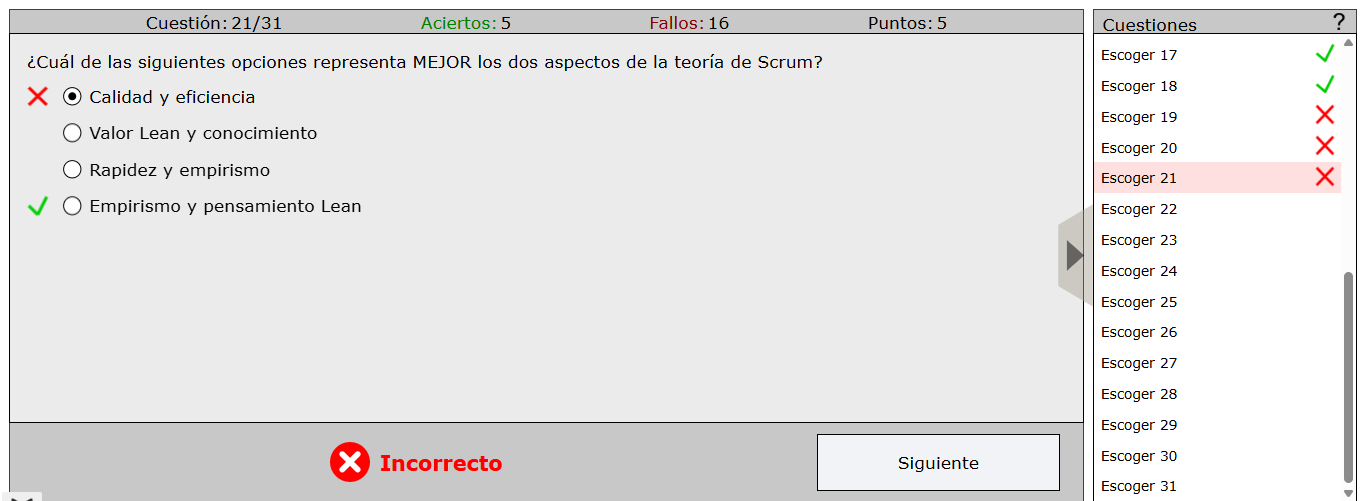 Cuestión: 21/31 Aciertos: 5 Fallos: 16 Puntos: 5
¿Cuál de las siguientes opciones representa MEJOR los dos aspectos de la teoría de Scrum?
Calidad y eficiencia
Valor Lean y conocimiento
Rapidez y empirismo
Empirismo y pensamiento Lean
Incorrecto
Siguiente
Cuestiones ?
Escoger 17
Escoger 18
Escoger 19
Escoger 20
Escoger 21
Escoger 22
Escoger 23
Escoger 24
Escoger 25
Escoger 26
Escoger 27
Escoger 28
Escoger 29
Escoger 30
Escoger 31